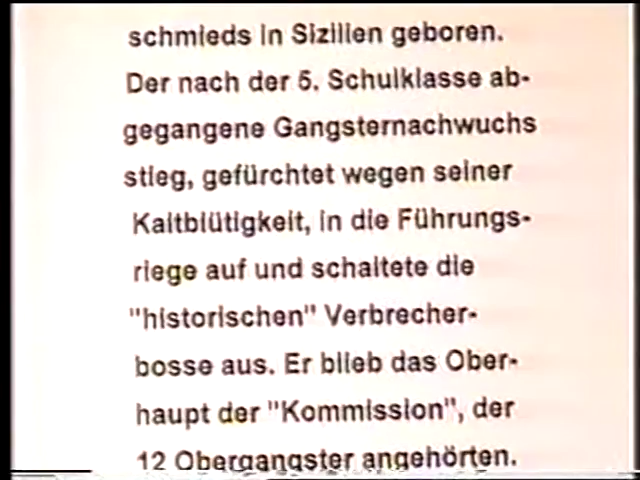 schmieds in Sizilien geboren.
Der nach der 5. Schulklasse ab-
gegangene Gangsternachwuchs
stieg, gefürchtet wegen seiner
Kaltblütigkeit, in die Führungs-
riege auf und schaltete die
"historischen" Verbrecher-
bosse aus. Er blieb das Ober-
haupt der "Kommission", der
12 Obergangster angehörten.